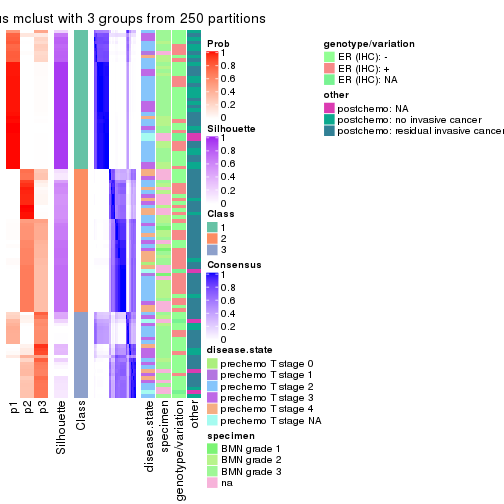 us mclust with 3 groups from 250 partitions
Prob
1
0.8
0.6
0.4
0.2
0
Silhouette
1
0.8
0.6
0.4
0.2
0
Class
1
2
3
Consensus
1
0.8
0.6
0.4
0.2
0
disease.state
prechemo T stage 0
prechemo T stage 1
prechemo T stage 2
prechemo T stage 3
prechemo T stage 4
prechemo T stage NA
specimen
BMN grade 1
BMN grade 2
BMN grade 3
na
genotype/variation
ER (IHC): -
ER (IHC): +
ER (IHC): NA
other
postchemo: NA
postchemo: no invasive cancer
postchemo: residual invasive cancer
p1
p2
p3
Silhouette
Class
disease.state
specimen
genotype/variation
other